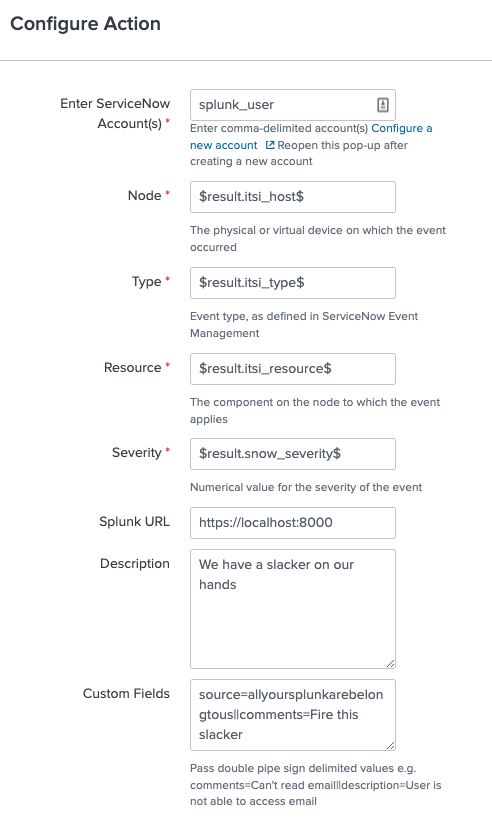 Configure Action
Enter ServiceNow
Account(s) *
splunk_user
Enter comma-delimited account(s) Configure a
new account Reopen this pop-up after
creating a new account
Node *
$result.itsi_host$
The physical or virtual device on which the event
occurred
Type *
$result.itsi_type$
Event type, as defined in ServiceNow Event
Management
Resource *
$result.itsi_resource$
The component on the node to which the event
applies
Severity *
$result.snow_severity$
Numerical value for the severity of the event
Splunk URL
https://localhost:8000
Description
We have a slacker on our
hands
Custom Fields
source=allyoursplunkarebelon
gtous||comments=Fire this
slacker
Pass double pipe sign delimited values e.g.
comments=Can't read email||description=User is
not able to access email